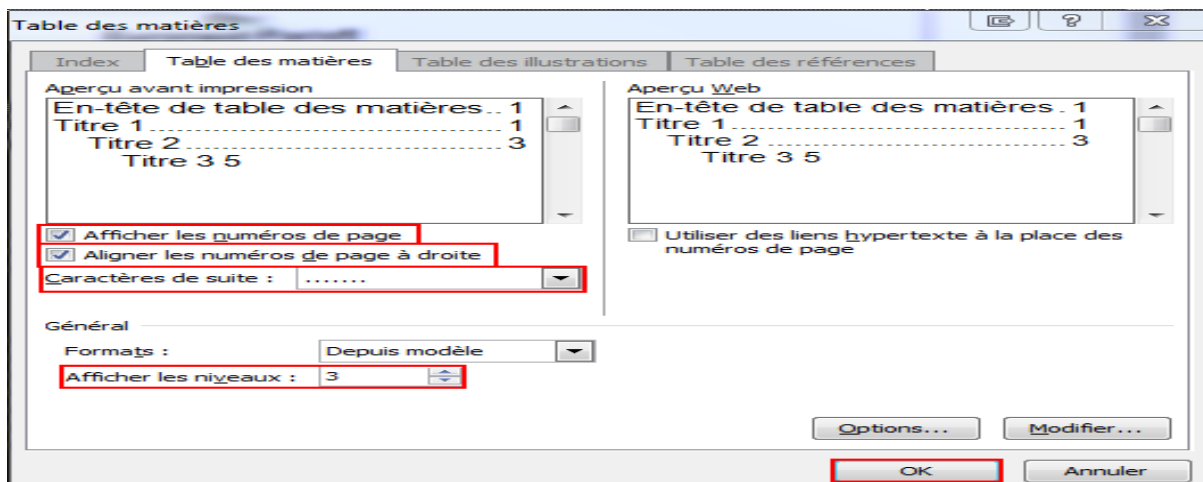 Table des matières
Index Table des matières Table des illustrations Table des références
Aperçu avant impression
En-tête de table des matières.. 1
Titre 1........................................ 1
Titre 2.................................... 3
Titre 3 5
Afficher les numéros de page
Aligner les numéros de page à droite
Caractères de suite : .......
Aperçu Web
En-tête de table des matières. 1
Titre 1...................................... 1
Titre 2.................................. 3
Titre 3 5
Utiliser des liens hypertexte à la place des
numéros de page
Général
Formats : Depuis modèle
Afficher les niveaux : 3
Options... Modifier...
OK Annuler